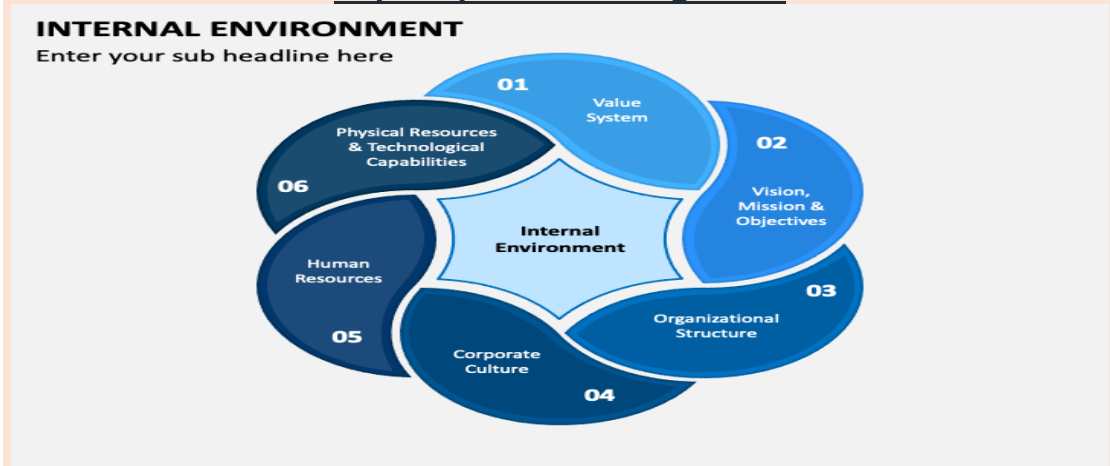 INTERNAL ENVIRONMENT
Enter your sub headline here
01
Value
System
02
Vision,
Mission &
Objectives
03
Organizational
Structure
04
Corporate
Culture
05
Human
Resources
06
Physical Resources
& Technological
Capabilities
Internal
Environment